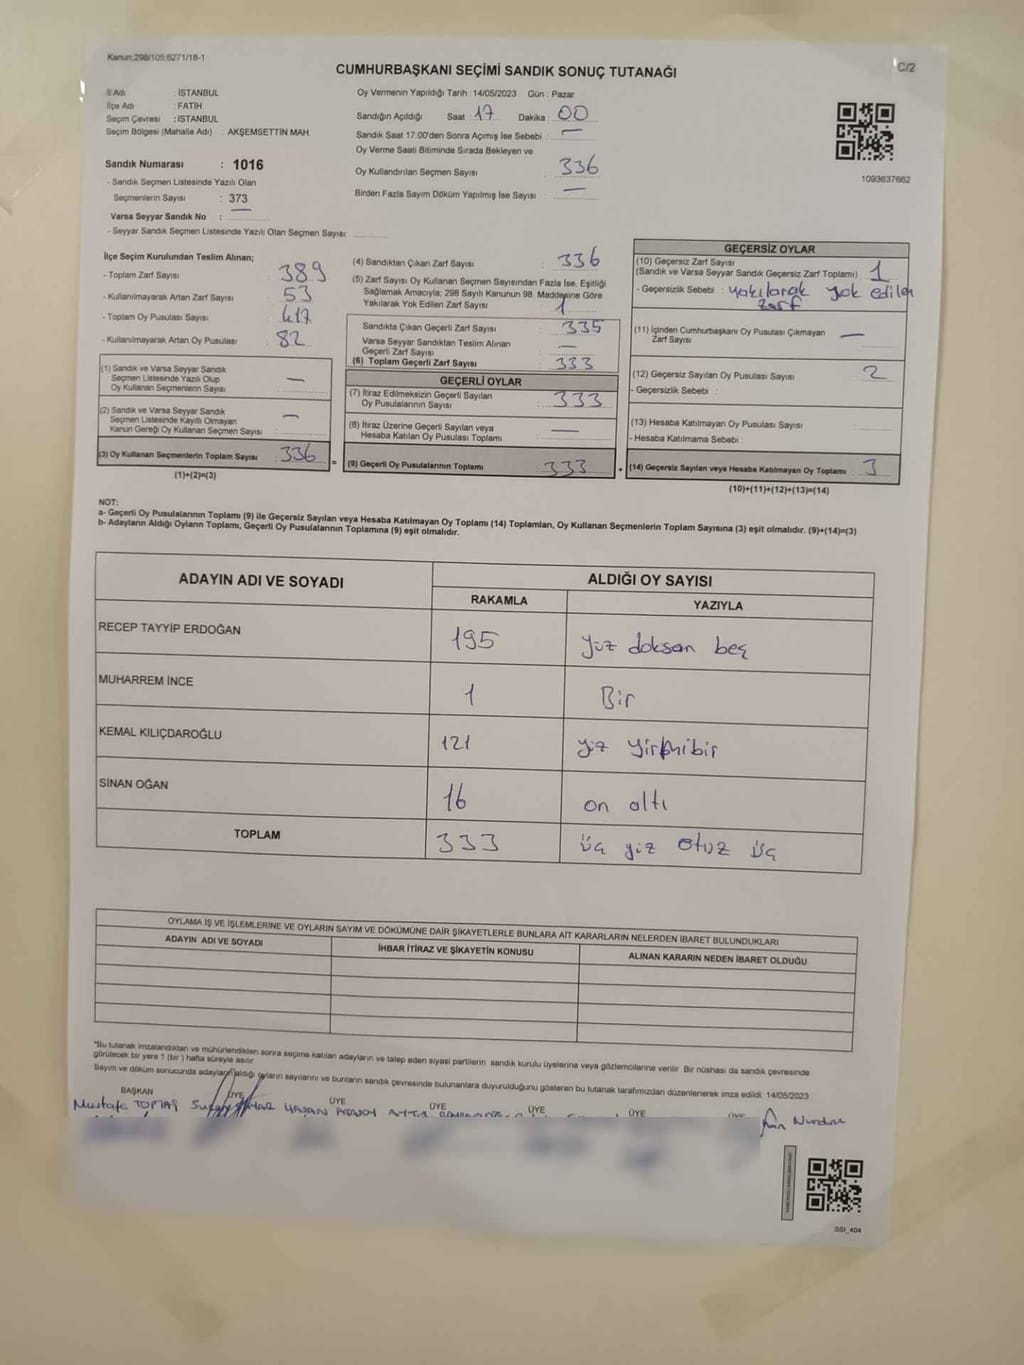 Kanun:298/105;6271/18-1
C/2
CUMHURBAŞKANI SEÇİMİ SANDIK SONUÇ TUTANAĞI
İl Adı : İSTANBUL
İlçe Adı : FATİH
Seçim Çevresi : İSTANBUL
Seçim Bölgesi (Mahalle Adı) : AKŞEMSETTİN MAH.
Sandık Numarası : 1016
- Sandık Seçmen Listesinde Yazılı Olan
Seçmenlerin Sayısı : 373
Varsa Seyyar Sandık No : —
- Seyyar Sandık Seçmen Listesinde Yazılı Olan Seçmen Sayısı:
Oy Vermenin Yapıldığı Tarih : 14/05/2023 Gün : Pazar
Sandığın Açıldığı Saat : 17 Dakika : 00
Sandık Saat 17:00'den Sonra Açımış İse Sebebi : —
Oy Verme Saati Bitiminde Sırada Bekleyen ve
Oy Kullandırılan Seçmen Sayısı : 336
Birden Fazla Sayım Döküm Yapılmış İse Sayısı : —
1093637662
İlçe Seçim Kurulundan Teslim Alınan;
- Toplam Zarf Sayısı : 389
- Kullanılmayarak Artan Zarf Sayısı : 53
- Toplam Oy Pusulası Sayısı : 417
- Kullanılmayarak Artan Oy Pusulası : 82
(1) Sandık ve Varsa Seyyar Sandık
Seçmen Listesinde Yazılı Olup
Oy Kullanan Seçmen Sayısı : —
(2) Sandık ve Varsa Seyyar Sandık
Seçmen Listesinde Kayıtlı Olmayan
Kanun Gereği Oy Kullanan Seçmen Sayısı : —
(3) Oy Kullanan Seçmenlerin Toplam Sayısı : 336
(1)+(2)=(3)
(4) Sandıktan Çıkan Zarf Sayısı : 336
(5) Zarf Sayısı Oy Kullanan Seçmen Sayısından Fazla İse, Eşitliği
Sağlamak Amacıyla; 298 Sayılı Kanunun 98. Maddesine Göre
Yakılarak Yok Edilen Zarf Sayısı : 1
Sandıkta Çıkan Geçerli Zarf Sayısı : 335
Varsa Seyyar Sandıktan Teslim Alınan
Geçerli Zarf Sayısı : —
(6) Toplam Geçerli Zarf Sayısı : 333
GEÇERLİ OYLAR
(7) İtiraz Edilmeksizin Geçerli Sayılan
Oy Pusulalarının Sayısı : 333
(8) İtiraz Üzerine Geçerli Sayılan veya
Hesaba Katılan Oy Pusulası Toplamı : —
= (9) Geçerli Oy Pusulalarının Toplamı : 333 +
GEÇERSİZ OYLAR
(10) Geçersiz Zarf Sayısı
(Sandık ve Varsa Seyyar Sandık Geçersiz Zarf Toplamı) : 1
- Geçersizlik Sebebi : yakılarak yok edilen
zarf
(11) İçinden Cumhurbaşkanı Oy Pusulası Çıkmayan
Zarf Sayısı : —
(12) Geçersiz Sayılan Oy Pusulası Sayısı : 2
- Geçersizlik Sebebi :
(13) Hesaba Katılmayan Oy Pusulası Sayısı :
- Hesaba Katılmama Sebebi :
(14) Geçersiz Sayılan veya Hesaba Katılmayan Oy Toplamı : 3
(10)+(11)+(12)+(13)=(14)
NOT:
a- Geçerli Oy Pusulalarının Toplamı (9) ile Geçersiz Sayılan veya Hesaba Katılmayan Oy Toplamı (14) Toplamları, Oy Kullanan Seçmenlerin Toplam Sayısına (3) eşit olmalıdır. (9)+(14)=(3)
b- Adayların Aldığı Oyların Toplamı, Geçerli Oy Pusulalarının Toplamına (9) eşit olmalıdır.
ADAYIN ADI VE SOYADI
ALDIĞI OY SAYISI
RAKAMLA YAZIYLA
RECEP TAYYİP ERDOĞAN 195 yüz doksan beş
MUHARREM İNCE 1 Bir
KEMAL KILIÇDAROĞLU 121 yüz yirmibir
SİNAN OĞAN 16 on altı
TOPLAM 333 üç yüz otuz üç
OYLAMA İŞ VE İŞLEMLERİNE VE OYLARIN SAYIM VE DÖKÜMÜNE DAİR ŞİKAYETLERLE BUNLARA AİT KARARLARIN NELERDEN İBARET BULUNDUKLARI
ADAYIN ADI VE SOYADI İHBAR İTİRAZ VE ŞİKAYETİN KONUSU ALINAN KARARIN NEDEN İBARET OLDUĞU
"Bu tutanak imzalandıktan ve mühürlendikten sonra seçime katılan adayların ve talep eden siyasi partilerin sandık kurulu üyelerine veya gözlemcilerine verilir. Bir nüshası da sandık çevresinde
görülecek bir yere 1 (bir) hafta süreyle asılır.
Sayım ve döküm sonucunda adayların aldığı oyların sayılarını ve bunların sandık çevresinde bulunanlara duyurulduğunu gösteren bu tutanak tarafımızdan düzenlenerek imza edildi. 14/05/2023
BAŞKAN ÜYE ÜYE ÜYE ÜYE ÜYE
Mustafa TOPTAŞ
SSİ_404